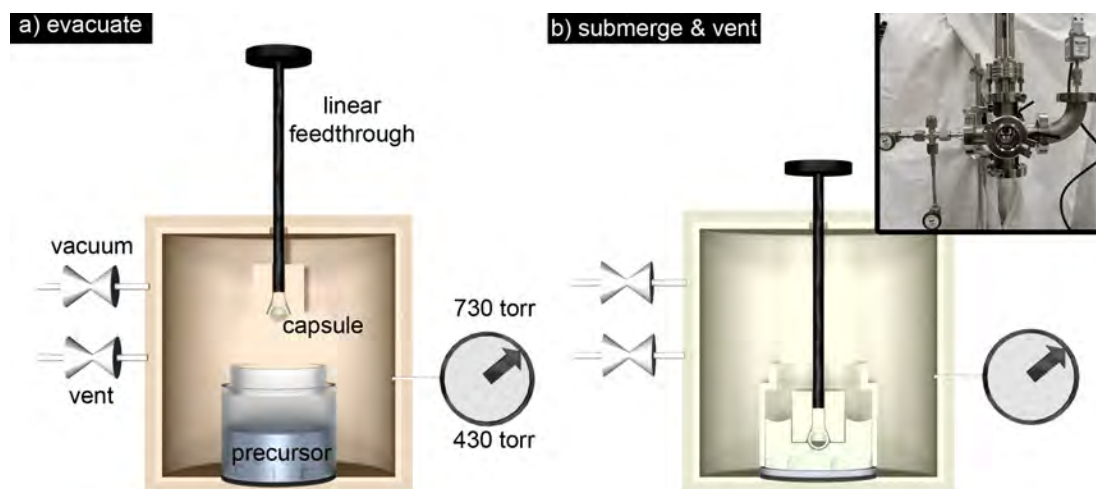 a) evacuate
b) submerge & vent
linear
feedthrough
vacuum
capsule
730 torr
vent
430 torr
precursor